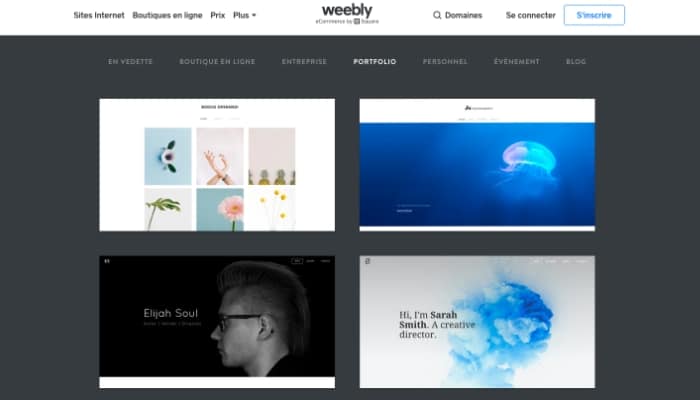 Sites Internet Boutiques en ligne Prix Plus
weebly
eCommerce by Square
Domaines
Se connecter
S'inscrire
EN VEDETTE BOUTIQUE EN LIGNE ENTREPRISE PORTFOLIO PERSONNEL ÉVÉNEMENT BLOG
Elijah Soul
Hi, I'm Sarah
Smith. A creative
director.